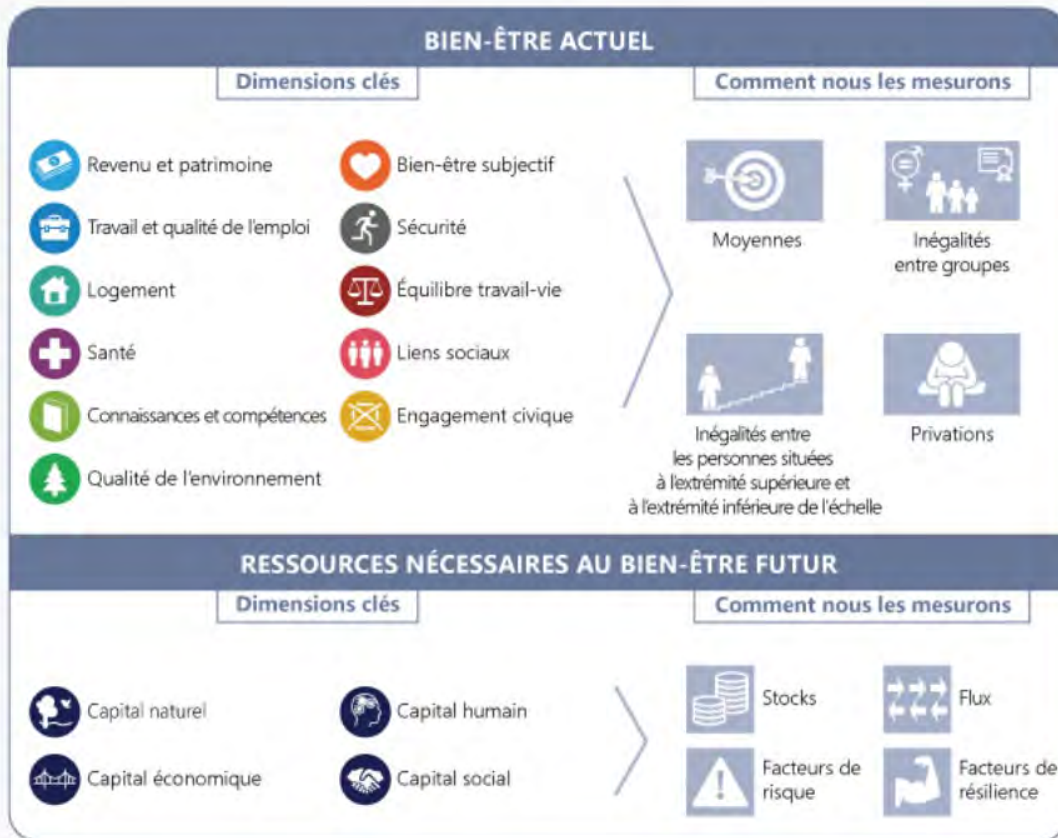 BIEN-ÊTRE ACTUEL
Dimensions clés
Comment nous les mesurons
Revenu et patrimoine
Bien-être subjectif
Travail et qualité de l'emploi
Sécurité
Logement
Équilibre travail-vie
Santé
Liens sociaux
Connaissances et compétences
Engagement civique
Qualité de l'environnement
Moyennes
Inégalités
entre groupes
Inégalités entre
les personnes situées
à l'extrémité supérieure et
à l'extrémité inférieure de l'échelle
Privations
RESSOURCES NÉCESSAIRES AU BIEN-ÊTRE FUTUR
Dimensions clés
Comment nous les mesurons
Capital naturel
Capital humain
Capital économique
Capital social
Stocks
Flux
Facteurs de
risque
Facteurs de
résilience